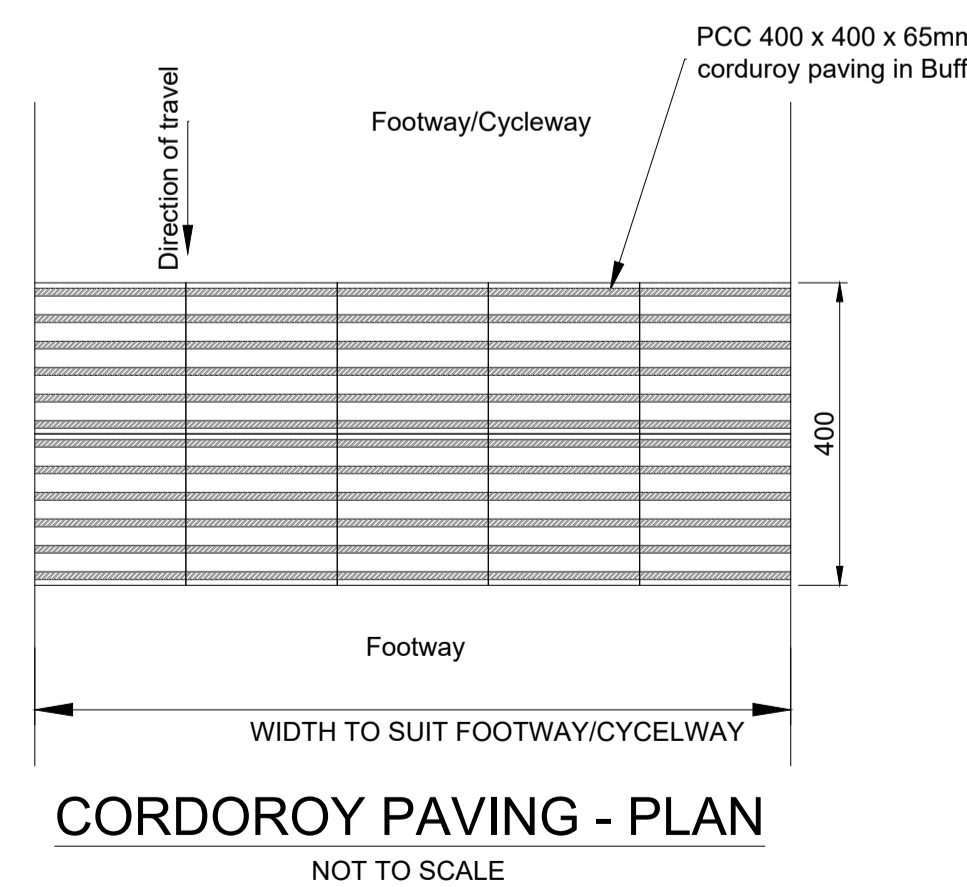 PCC 400 x 400 x 65mm
corduroy paving in Buff
Direction of travel
Footway/Cycleway
400
Footway
WIDTH TO SUIT FOOTWAY/CYCELWAY
CORDOROY PAVING - PLAN
NOT TO SCALE